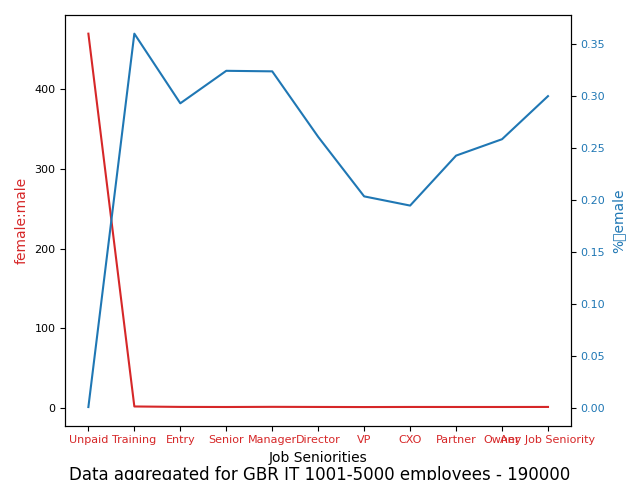 female:male
400
300
200
100
0
0.35
0.30
0.25
0.20
0.15
0.10
0.05
0.00
%▯emale
Unpaid Training Entry Senior Manager Director VP CXO Partner Owner Any Job Seniority
Job Seniorities
Data aggregated for GBR IT 1001-5000 employees - 190000